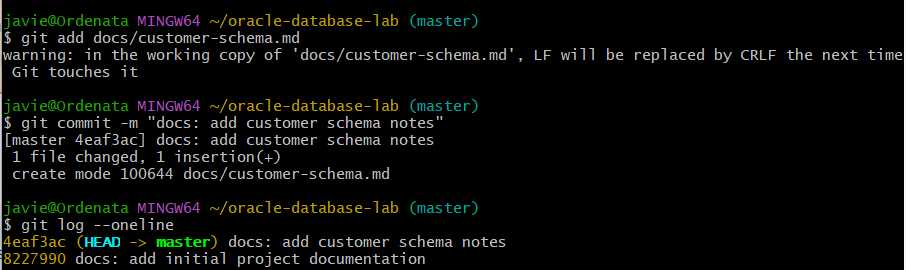 javie@Ordenata MINGW64 ~/oracle-database-lab (master)
$ git add docs/customer-schema.md
warning: in the working copy of 'docs/customer-schema.md', LF will be replaced by CRLF the next time
 Git touches it
javie@Ordenata MINGW64 ~/oracle-database-lab (master)
$ git commit -m "docs: add customer schema notes"
[master 4eaf3ac] docs: add customer schema notes
 1 file changed, 1 insertion(+)
 create mode 100644 docs/customer-schema.md
javie@Ordenata MINGW64 ~/oracle-database-lab (master)
$ git log --oneline
4eaf3ac (HEAD -> master) docs: add customer schema notes
8227990 docs: add initial project documentation